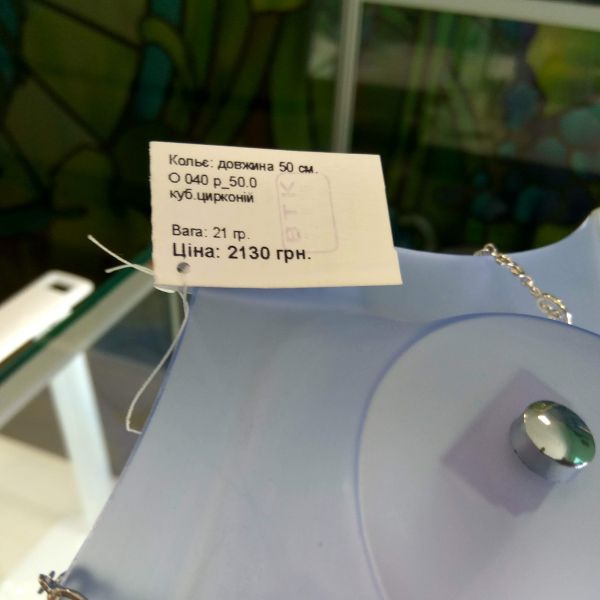 Кольє: довжина 50 см.
О 040 р_50.0
куб.цирконій
Вага: 21 гр.
Ціна: 2130 грн.
ВТК